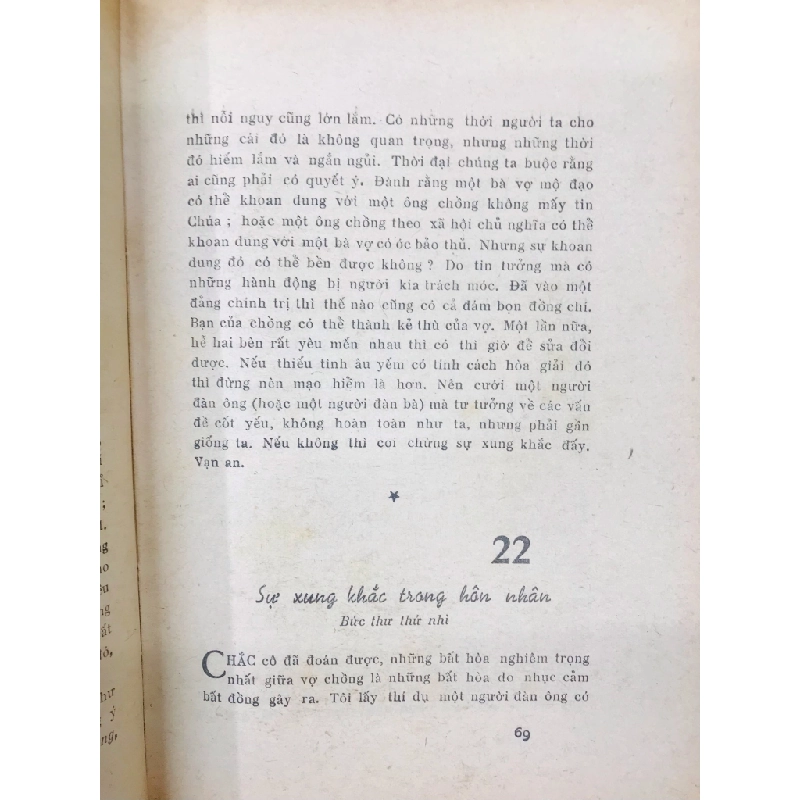 thì nỗi nguy cũng lớn lắm. Có những thời người ta cho
những cái đó là không quan trọng, nhưng những thời
đó hiếm lắm và ngắn ngủi. Thời đại chúng ta buộc rằng
ai cũng phải có quyết ý. Đành rằng một bà vợ mộ đạo
có thể khoan dung với một ông chồng không mấy tin
Chúa ; hoặc một ông chồng theo xã hội chủ nghĩa có thể
khoan dung với một bà vợ có óc bảo thủ. Nhưng sự khoan
dung đó có thể bền được không ? Do tin tưởng mà có
những hành động bị người kia trách móc. Đã vào một
đảng chính trị thì thế nào cũng có cả đám bọn đồng chí.
Bạn của chồng có thể thành kẻ thù của vợ. Một lần nữa,
hễ hai bên rất yêu mến nhau thì có thì giờ để sửa đổi
được. Nếu thiếu tình âu yếm có tính cách hòa giải đó
thì đừng nên mạo hiểm là hơn. Nên cưới một người
đàn ông (hoặc một người đàn bà) mà tư tưởng về các vấn
đề cốt yếu, không hoàn toàn như ta, nhưng phải gần
giống ta. Nếu không thì coi chừng sự xung khắc đấy.
Vạn an.
22
Sự xung khắc trong hôn nhân
Bức thư thứ nhì
CHẮC cô đã đoán được, những bất hòa nghiêm trọng
nhất giữa vợ chồng là những bất hòa do nhục cảm
bất đồng gây ra. Tôi lấy thí dụ một người đàn ông có
69